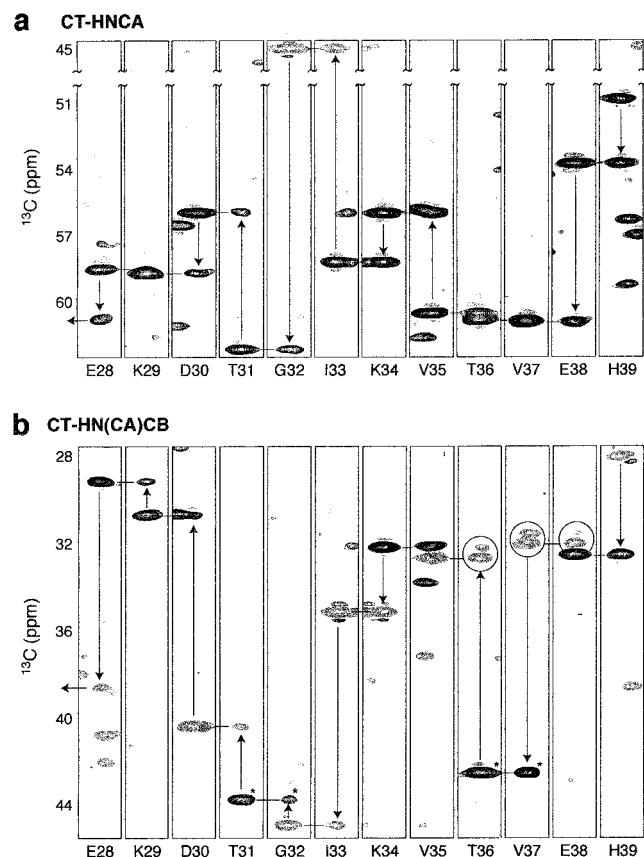 a CT-HNCA
45
51
54
57
60
¹³C (ppm)
E28 K29 D30 T31 G32 I33 K34 V35 T36 V37 E38 H39
b CT-HN(CA)CB
28
32
36
40
44
¹³C (ppm)
* * * *
E28 K29 D30 T31 G32 I33 K34 V35 T36 V37 E38 H39